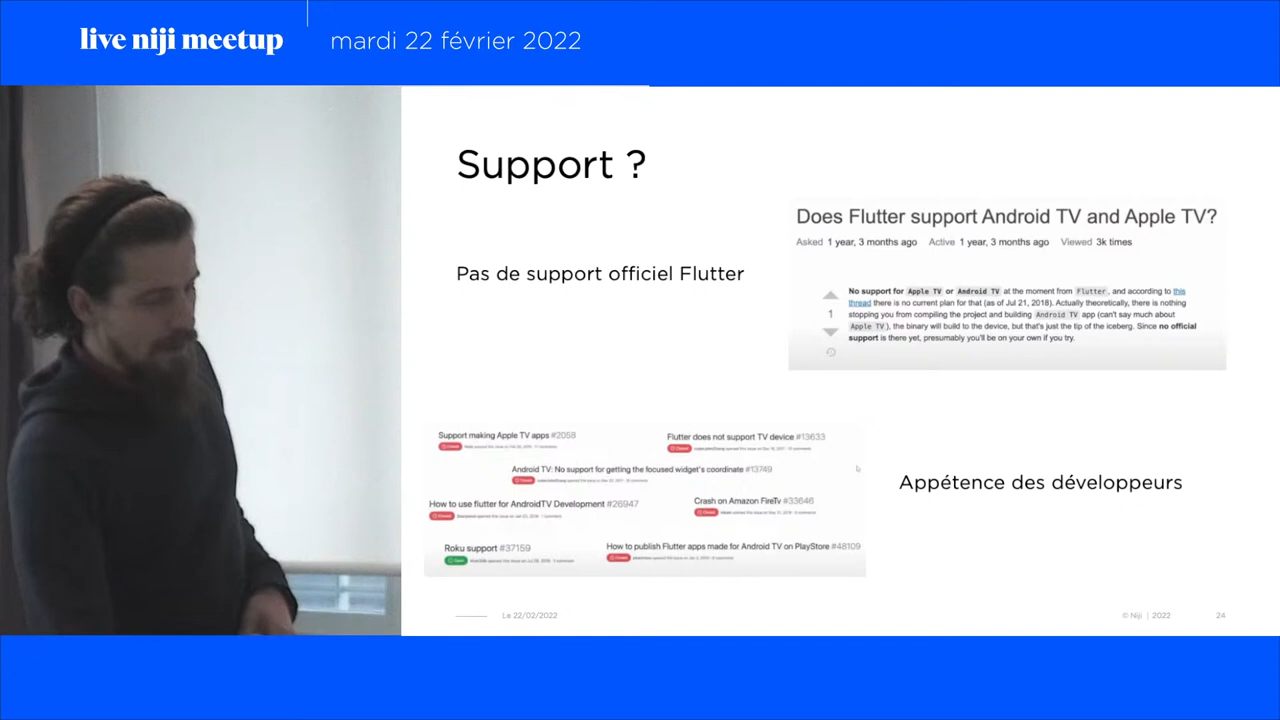 live niji meetup
mardi 22 février 2022
Support ?
Does Flutter support Android TV and Apple TV?
Asked 1 year, 3 months ago Active 1 year, 3 months ago Viewed 3k times
Pas de support officiel Flutter
No support for Apple TV or Android TV at the moment from Flutter, and according to this
thread there is no current plan for that (as of Jul 21, 2018). Actually theoretically, there is nothing
1
stopping you from compiling the project and building Android TV app (can't say much about
Apple TV), the binary will build to the device, but that's just the tip of the iceberg. Since no official
support is there yet, presumably you'll be on your own if you try.
Support making Apple TV apps #2058
Closed
Flutter does not support TV device #13633
Closed
Android TV: No support for getting the focused widget's coordinate #13749
Closed
How to use flutter for AndroidTV Development #26947
Closed
Crash on Amazon FireTv #33646
Closed
Appétence des développeurs
Roku support #37159
Open
How to publish Flutter apps made for Android TV on PlayStore #48109
Closed
Le 22/02/2022
© Niji | 2022
24